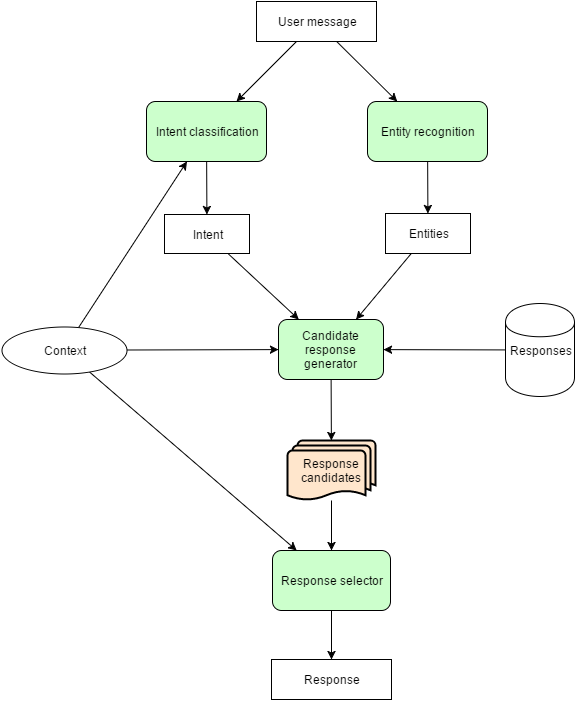 User message
Intent classification
Entity recognition
Intent
Entities
Context
Candidate
response
generator
Responses
Response
candidates
Response selector
Response